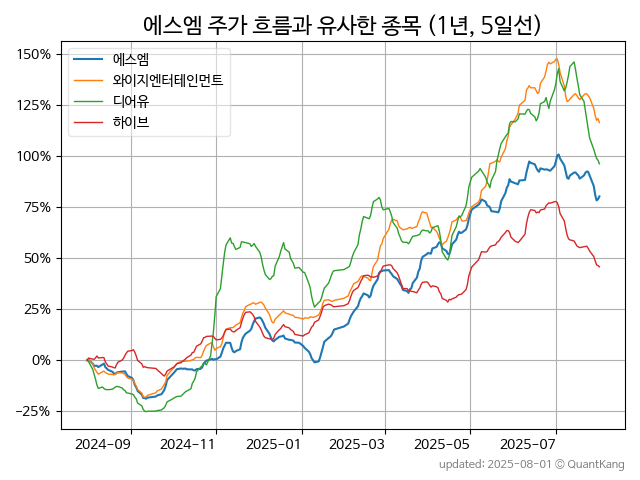 에스엠 주가 흐름과 유사한 종목 (1년, 5일선)
150%
125%
100%
75%
50%
25%
0%
−25%
에스엠
와이지엔터테인먼트
디어유
하이브
2024-09
2024-11
2025-01
2025-03
2025-05
2025-07
updated: 2025-08-01 © QuantKang